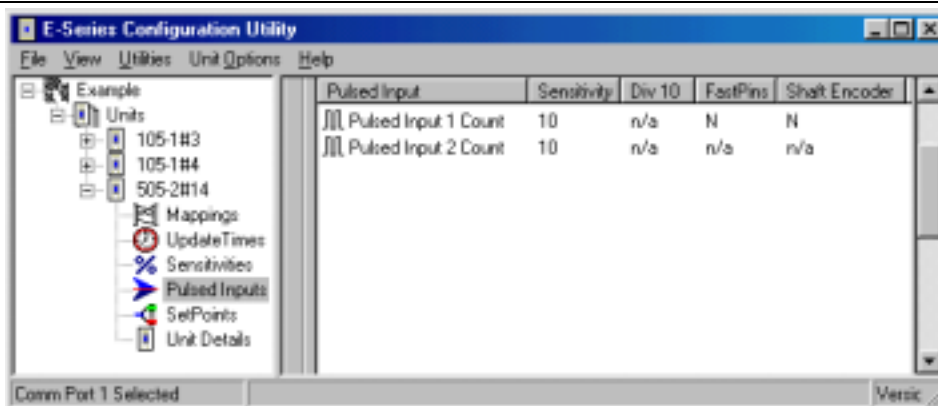 E-Series Configuration Utility
File View Utilities Unit Options Help
Example
Units
105-1#3
105-1#4
505-2#14
Mappings
UpdateTimes
Sensitivities
Pulsed Inputs
SetPoints
Unit Details
Pulsed Input Sensitivity Div 10 FastPins Shaft Encoder
Pulsed Input 1 Count 10 n/a N N
Pulsed Input 2 Count 10 n/a n/a n/a
Comm Port 1 Selected
Versic